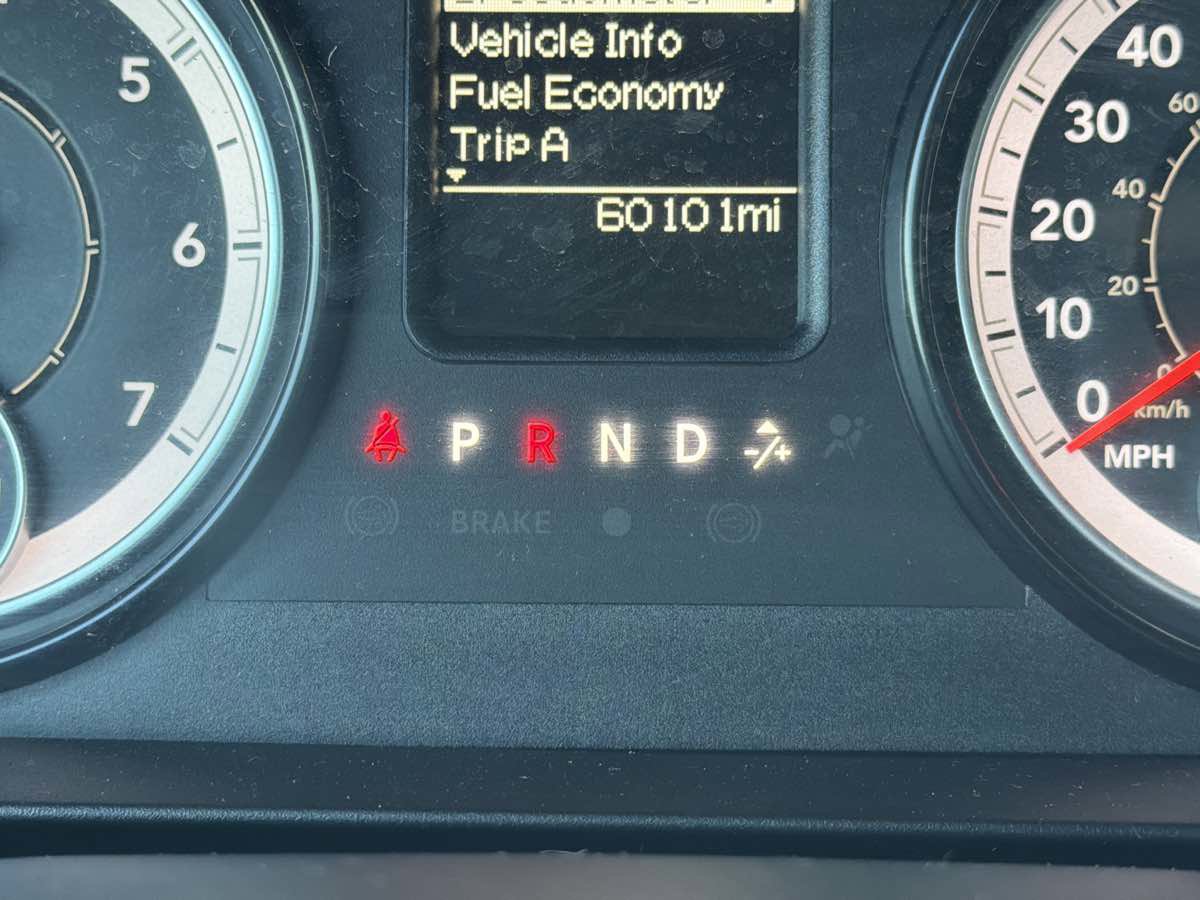 Vehicle Info
Fuel Economy
Trip A
60101mi
5
6
7
P R N D -/+
BRAKE
40
30
20
10
0
MPH
60
40
20
0
km/h